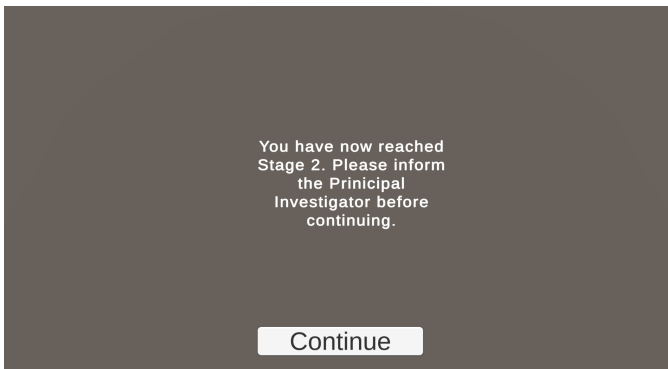 You have now reached
Stage 2. Please inform
the Prinicipal
Investigator before
continuing.
Continue